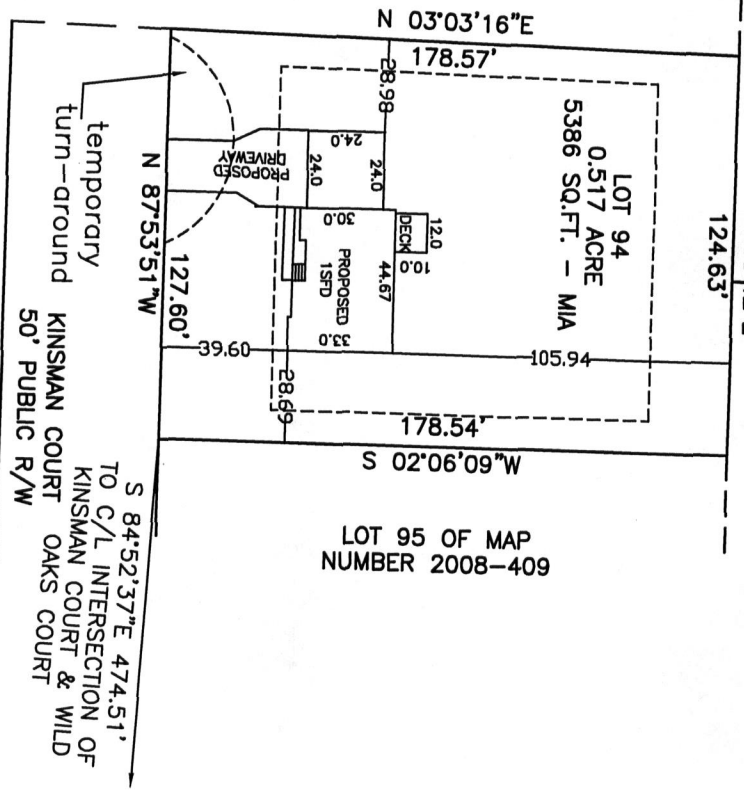 N 03°03'16"E
178.57'
124.63'
LOT 94
0.517 ACRE
5386 SQ.FT. - MIA
28.98
24.0
24.0
24.0
PROPOSED
DRIVEWAY
30.0
DECK
12.0
10.0
44.67
PROPOSED
1SFD
33.0
39.60
105.94
28.69
178.54'
S 02°06'09"W
N 87°53'51"W
127.60'
temporary
turn-around
KINSMAN COURT OAKS COURT
50' PUBLIC R/W
S 84°52'37"E 474.51'
TO C/L INTERSECTION OF
KINSMAN COURT & WILD
LOT 95 OF MAP
NUMBER 2008-409